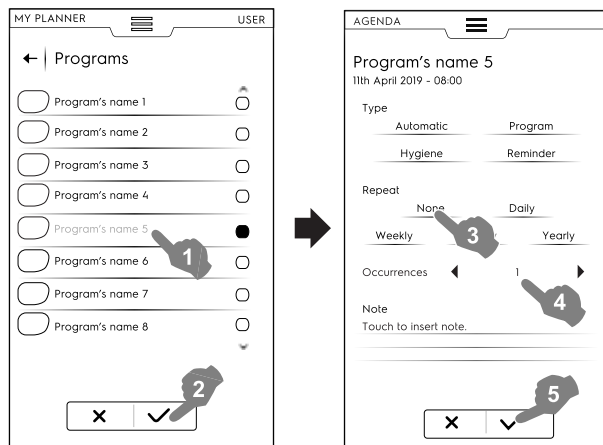 MY PLANNER USER
Programs
Program's name 1
Program's name 2
Program's name 3
Program's name 4
Program's name 5
Program's name 6
Program's name 7
Program's name 8
1
2
AGENDA
Program's name 5
11th April 2019 - 08:00
Type
Automatic Program
Hygiene Reminder
Repeat
None Daily
3
Weekly Yearly
Occurrences 1
4
Note
Touch to insert note.
5